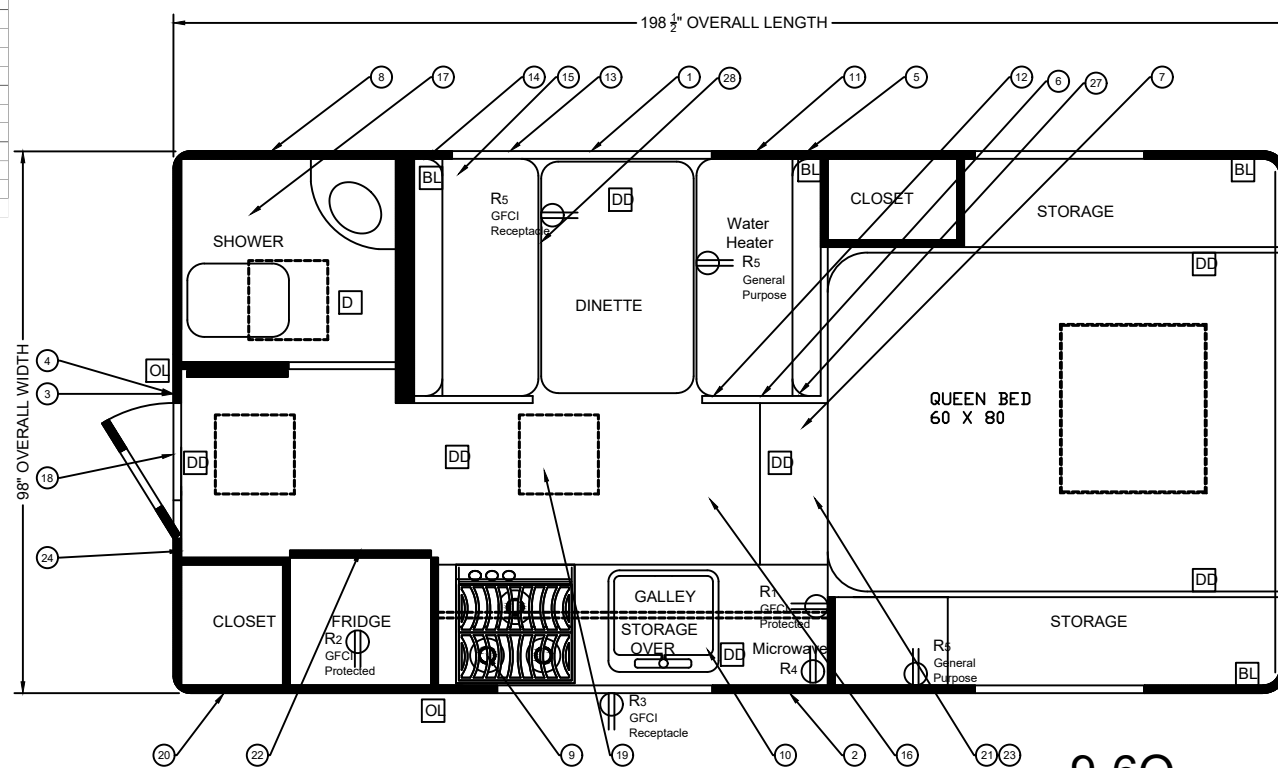 198 ½" OVERALL LENGTH
8
17
14
15
13
1
28
11
5
12
6
27
7
BL
BL
BL
R5
GFCI
Receptacle
DD
CLOSET
STORAGE
Water
Heater
SHOWER
R5
General
Purpose
DD
DINETTE
D
98" OVERALL WIDTH
4
OL
3
QUEEN BED
60 X 80
DD
DD
DD
18
24
DD
R1
GFCI
Protected
GALLEY
CLOSET
FRIDGE
STORAGE
OVER
STORAGE
R2
GFCI
Protected
DD
Microwave
R4
R5
General
Purpose
BL
OL
R3
GFCI
Receptacle
20
22
9
19
10
2
16
21
23